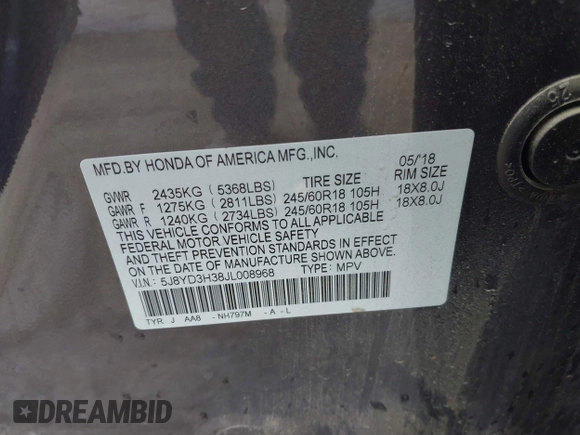 MFD.BY HONDA OF AMERICA MFG.,INC. 05/'18
GVWR 2435KG ( 5368LBS) TIRE SIZE RIM SIZE
GAWR F 1275KG ( 2811LBS) 245/60R18 105H 18X8.0J
GAWR R 1240KG ( 2734LBS) 245/60R18 105H 18X8.0J
THIS VEHICLE CONFORMS TO ALL APPLICABLE
FEDERAL MOTOR VEHICLE SAFETY
AND THEFT PREVENTION STANDARDS IN EFFECT
ON THE DATE OF MANUFACTURE SHOWN ABOVE.
V.I.N.: 5J8YD3H38JL008968 TYPE: MPV
TYR J AA8 - NH797M - A - L
DREAMBID